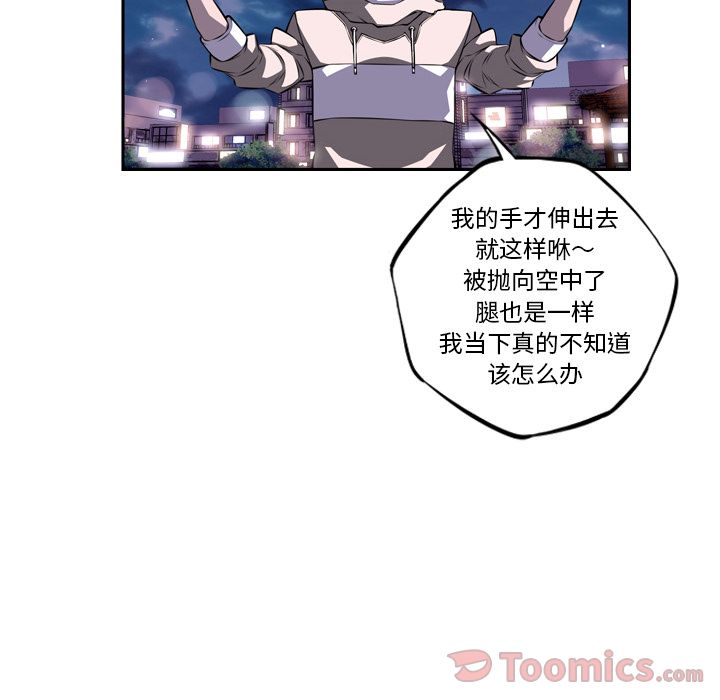 我的手才伸出去
就这样咻～
被抛向空中了
腿也是一样
我当下真的不知道
该怎么办
Toomics.com